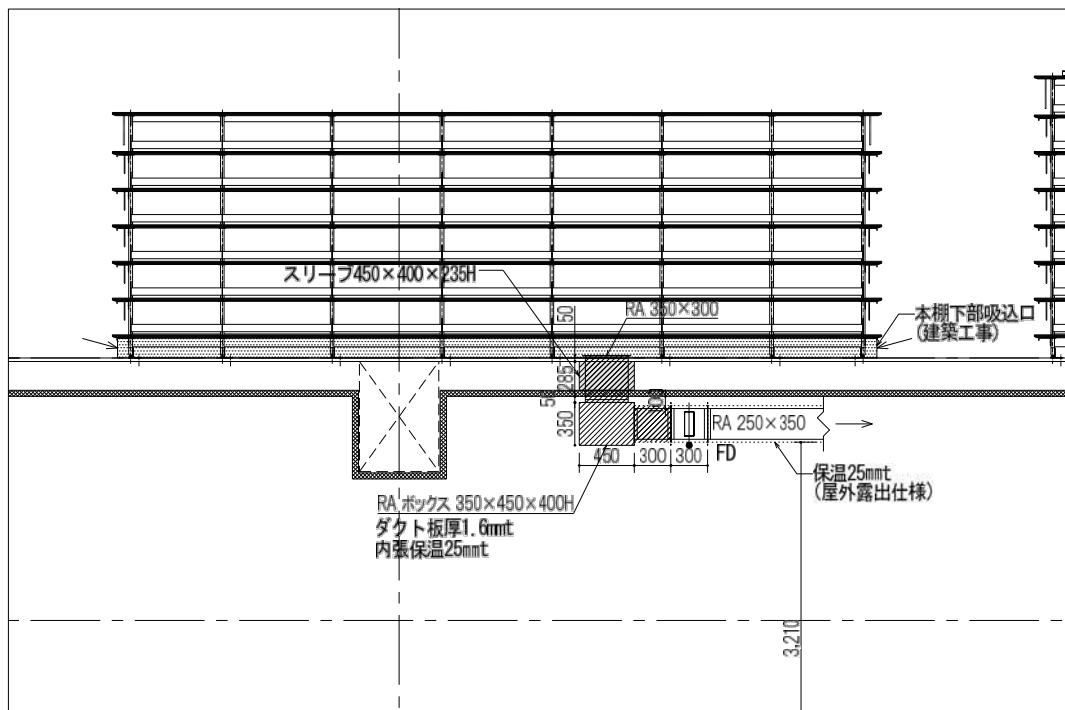 スリーブ450×400×235H
50
RA 350×300
本棚下部吸込口
(建築工事)
285
50
100
350
RA 250×350
450
300
300
FD
保温25mmt
(屋外露出仕様)
RA ボックス 350×450×400H
ダクト板厚1.6mmt
内張保温25mmt
3,210